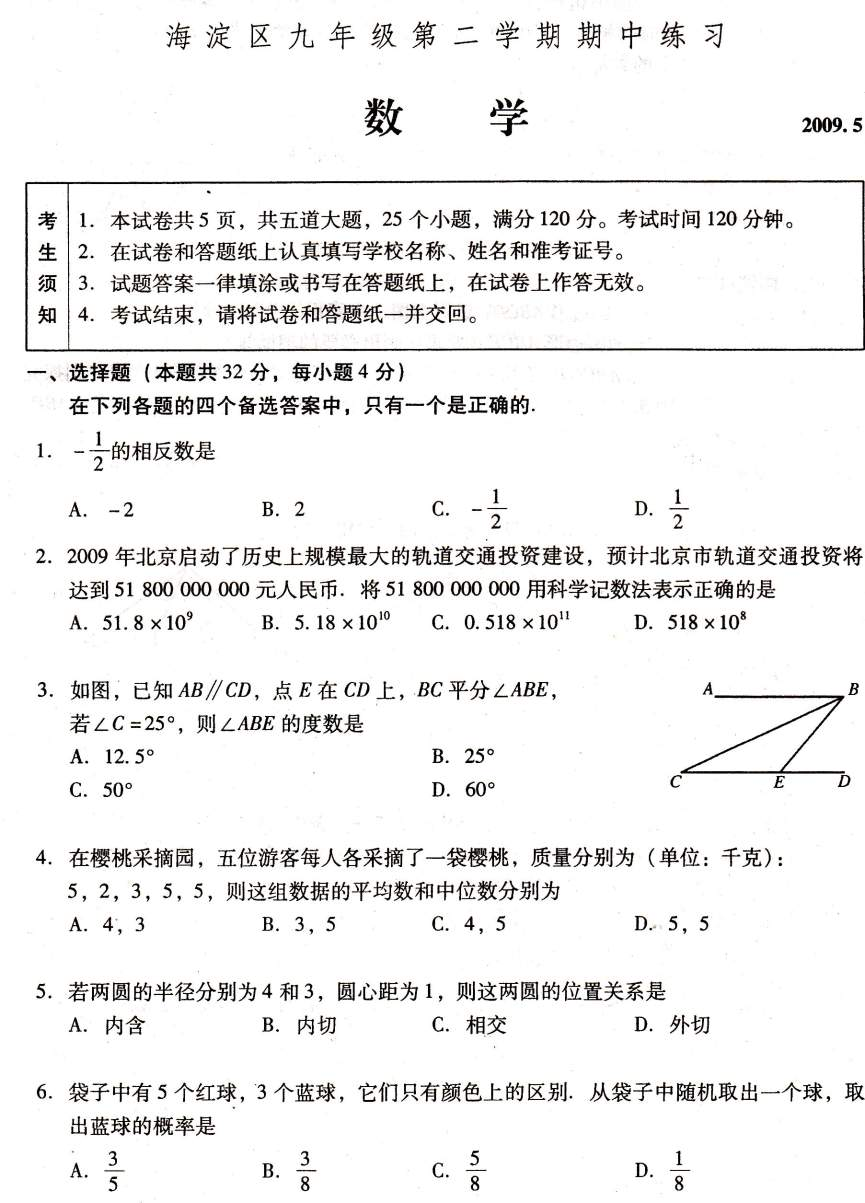 海淀区九年级第二学期期中练习
数 学
2009.5
考生须知
1. 本试卷共5页，共五道大题，25个小题，满分120分。考试时间120分钟。
2. 在试卷和答题纸上认真填写学校名称、姓名和准考证号。
3. 试题答案一律填涂或书写在答题纸上，在试卷上作答无效。
4. 考试结束，请将试卷和答题纸一并交回。
一、选择题（本题共32分，每小题4分）
在下列各题的四个备选答案中，只有一个是正确的.
1. -1/2的相反数是
A. -2 B. 2 C. -1/2 D. 1/2
2. 2009年北京启动了历史上规模最大的轨道交通投资建设，预计北京市轨道交通投资将
达到51 800 000 000元人民币. 将51 800 000 000用科学记数法表示正确的是
A. 51.8×10⁹ B. 5.18×10¹⁰ C. 0.518×10¹¹ D. 518×10⁸
3. 如图，已知AB∥CD，点E在CD上，BC平分∠ABE，
若∠C=25°，则∠ABE的度数是
A. 12.5° B. 25°
C. 50° D. 60°
A B
C E D
4. 在樱桃采摘园，五位游客每人各采摘了一袋樱桃，质量分别为（单位：千克）：
5，2，3，5，5，则这组数据的平均数和中位数分别为
A. 4，3 B. 3，5 C. 4，5 D. 5，5
5. 若两圆的半径分别为4和3，圆心距为1，则这两圆的位置关系是
A. 内含 B. 内切 C. 相交 D. 外切
6. 袋子中有5个红球，3个蓝球，它们只有颜色上的区别. 从袋子中随机取出一个球，取
出蓝球的概率是
A. 3/5 B. 3/8 C. 5/8 D. 1/8